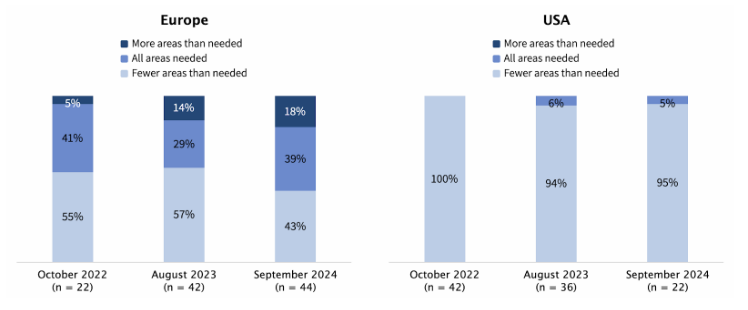 Europe
More areas than needed
All areas needed
Fewer areas than needed
5%
41%
55%
14%
29%
57%
18%
39%
43%
October 2022
(n = 22)
August 2023
(n = 42)
September 2024
(n = 44)
USA
More areas than needed
All areas needed
Fewer areas than needed
100%
6%
94%
5%
95%
October 2022
(n = 42)
August 2023
(n = 36)
September 2024
(n = 22)